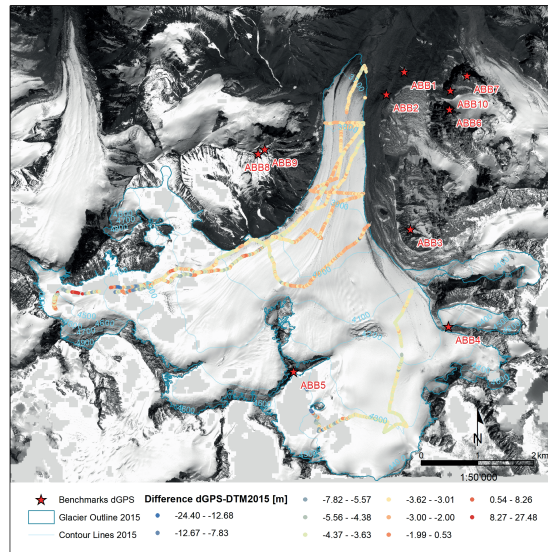 ABB1
ABB7
ABB2
ABB10
ABB6
ABB8
ABB9
ABB3
ABB4
ABB5
4300
N
0
1
2 km
1:50'000
Benchmarks dGPS
Glacier Outline 2015
Contour Lines 2015
Difference dGPS-DTM2015 [m]
-24.40 - -12.68
-12.67 - -7.83
-7.82 - -5.57
-5.56 - -4.38
-4.37 - -3.63
-3.62 - -3.01
-3.00 - -2.00
-1.99 - 0.53
0.54 - 8.26
8.27 - 27.48